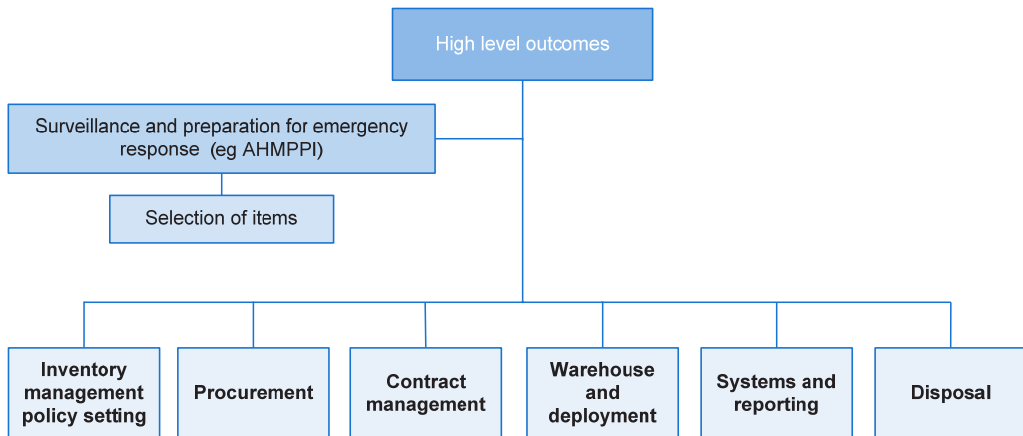 High level outcomes
Surveillance and preparation for emergency
response (eg AHMPPI)
Selection of items
Inventory
management
policy setting
Procurement
Contract
management
Warehouse
and
deployment
Systems and
reporting
Disposal